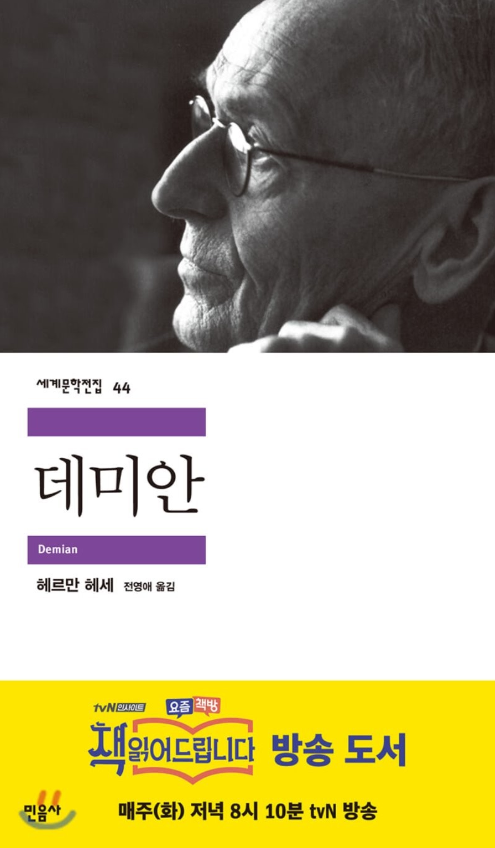 세계문학전집 44
데미안
Demian
헤르만 헤세 전영애 옮김
tvN 인사이트 요즘책방
책 읽어드립니다 방송 도서
민음사
매주(화) 저녁 8시 10분 tvN 방송